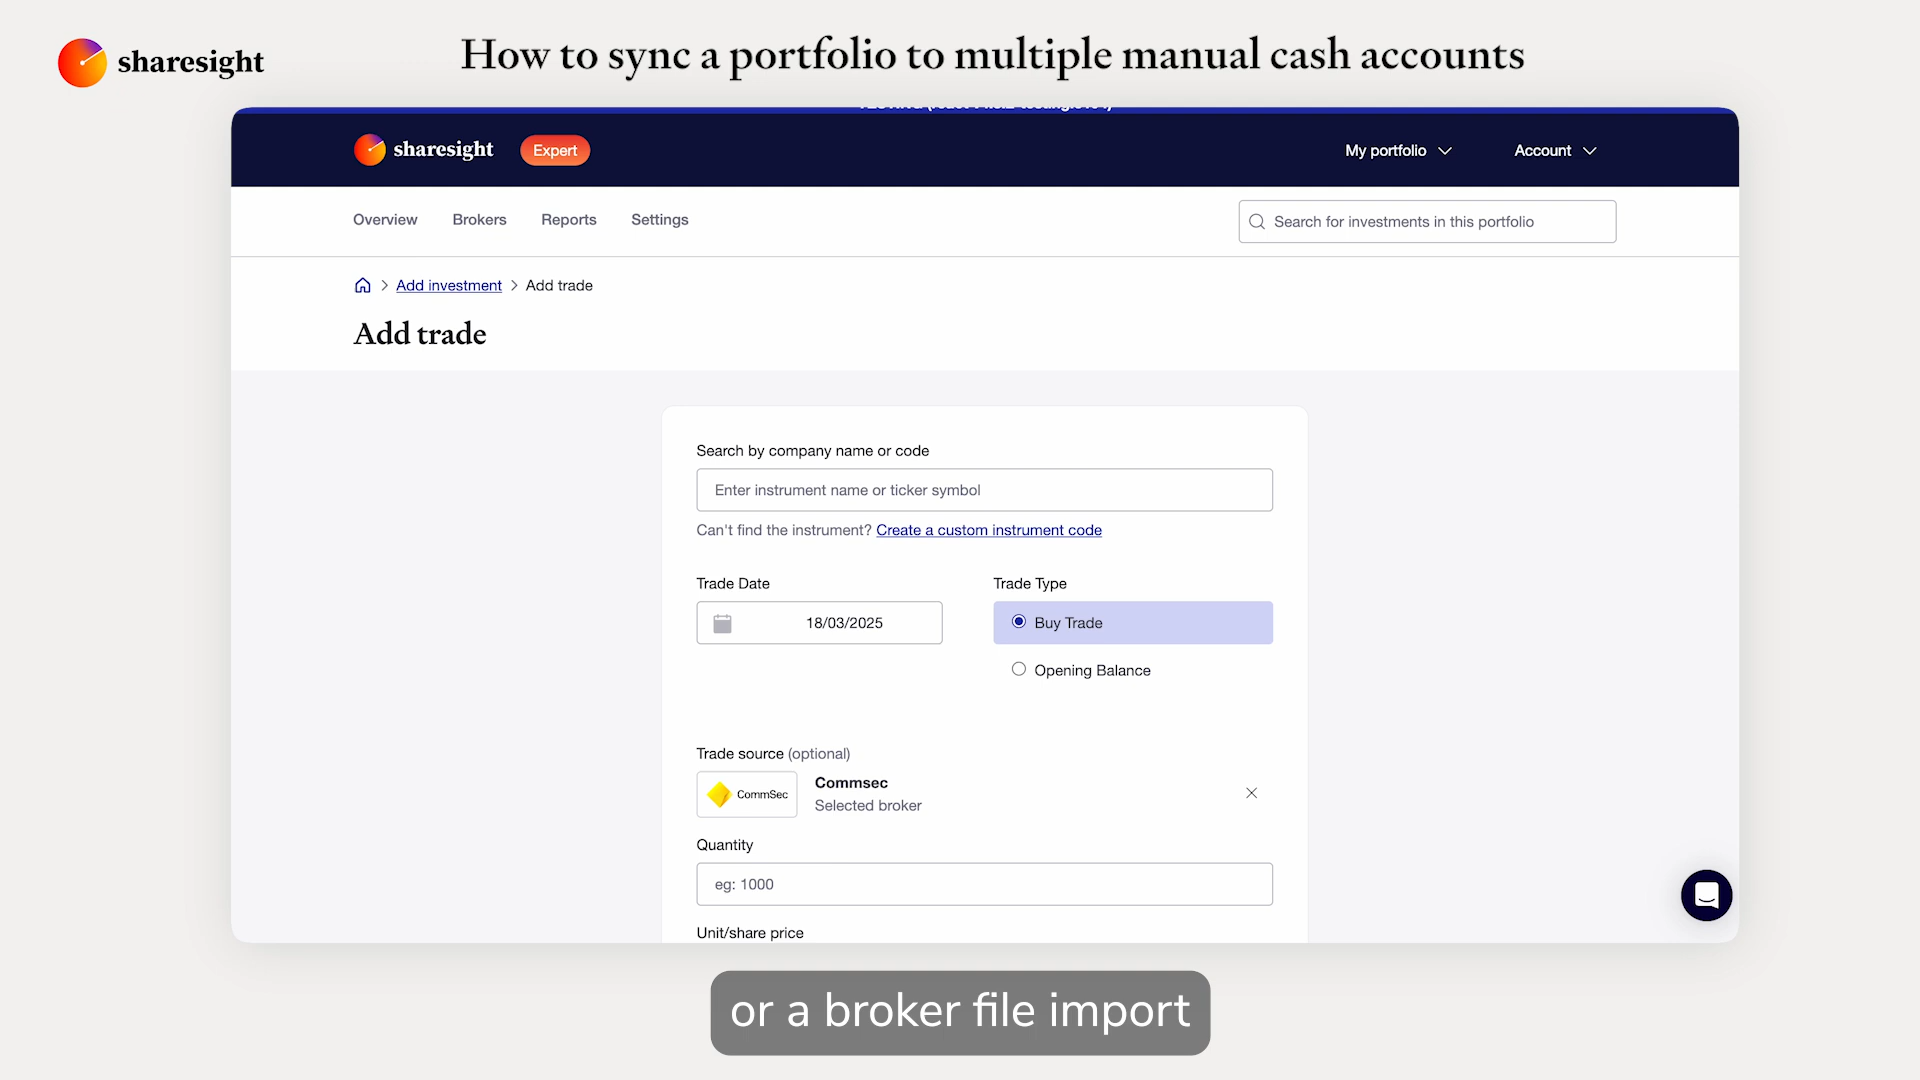 sharesight
How to sync a portfolio to multiple manual cash accounts
sharesight Expert My portfolio Account
Overview Brokers Reports Settings Search for investments in this portfolio
Add investment > Add trade
Add trade
Search by company name or code
Enter instrument name or ticker symbol
Can't find the instrument? Create a custom instrument code
Trade Date Trade Type
18/03/2025 Buy Trade
Opening Balance
Trade source (optional)
CommSec Commsec
Selected broker
Quantity
eg: 1000
Unit/share price
or a broker file import